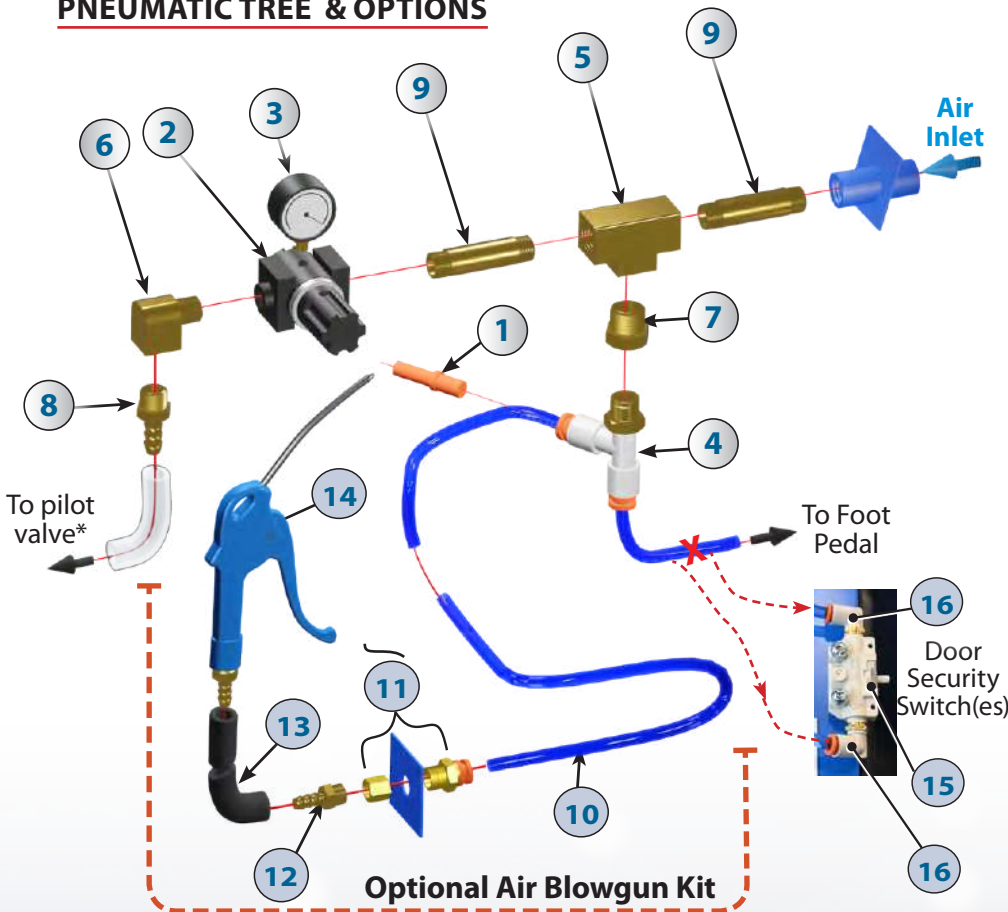 PNEUMATIC TREE & OPTIONS
9
5
9
3
2
6
Air
Inlet
1
7
8
4
To pilot
valve*
14
To Foot
Pedal
X
16
Door
Security
Switch(es)
11
13
15
10
12
16
Optional Air Blowgun Kit